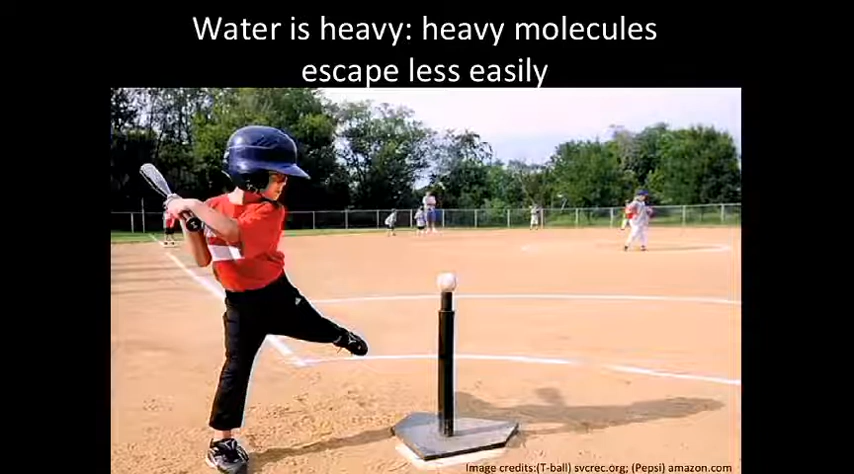 Water is heavy: heavy molecules
escape less easily
Image credits:(T-ball) svcrec.org; (Pepsi) amazon.com